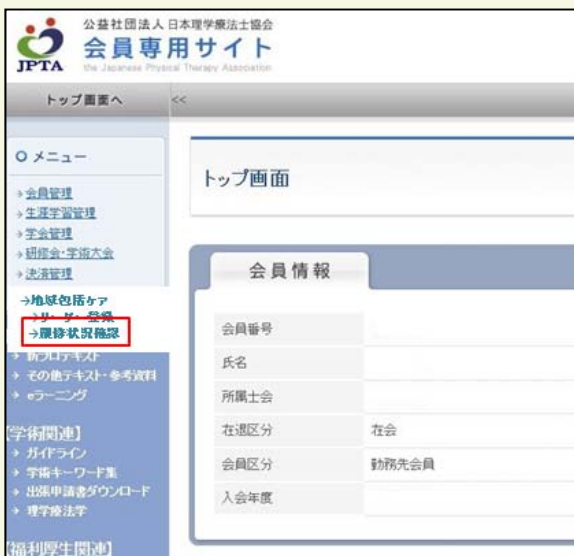 公益社団法人 日本理学療法士協会
会員専用サイト
JPTA
the Japanese Physical Therapy Association
トップ画面へ
<<
メニュー
会員管理
生涯学習管理
学会管理
研修会・学術大会
決済管理
→地域包括ケア
→リーダー登録
→履修状況確認
新プロテキスト
その他テキスト・参考資料
eラーニング
[学術関連]
ガイドライン
学術キーワード集
出張申請書ダウンロード
理学療法学
[福利厚生関連]
トップ画面
会員情報
会員番号
氏名
所属士会
在退区分 在会
会員区分 勤務先会員
入会年度